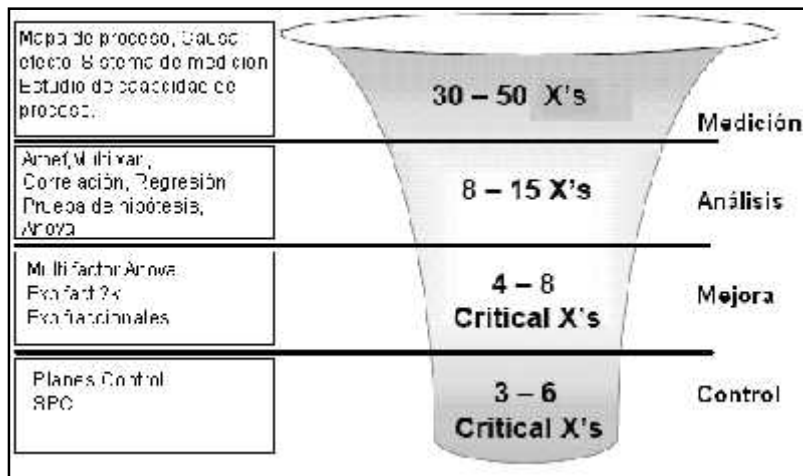 Mapa de proceso, Causa
efecto Sistema de medición
Estudio de capacidad de
proceso.
30 – 50 X's
Medición
Amef, Multivari,
Correlación, Regresión
Prueba de hipótesis,
Anova
8 – 15 X's
Análisis
Multifactor Anova
Exp fact 2k
Exp fraccionales
4 – 8
Critical X's
Mejora
Planes Control
SPC
3 – 6
Critical X's
Control